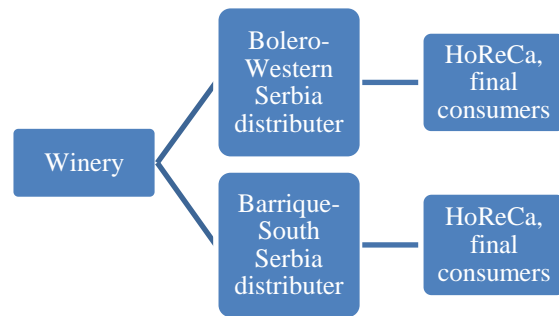 Winery
Bolero-
Western
Serbia
distributer
HoReCa,
final
consumers
Barrique-
South
Serbia
distributer
HoReCa,
final
consumers